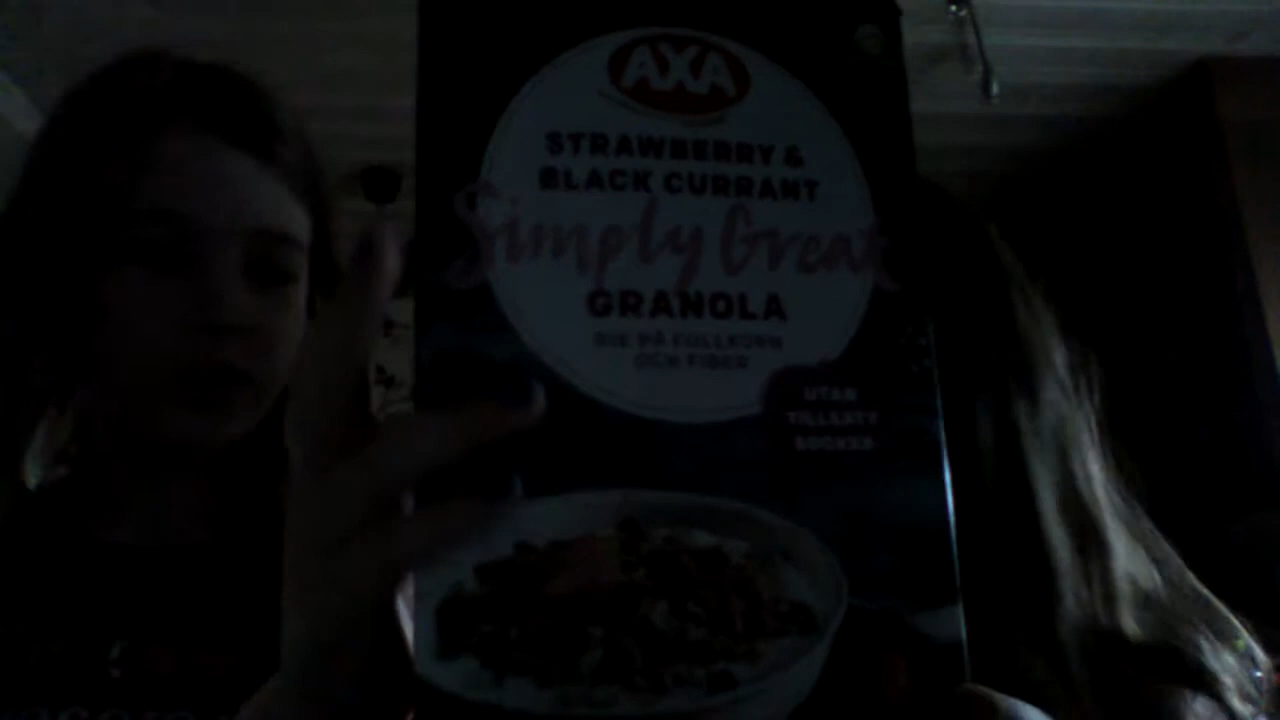 AXA
STRAWBERRY &
BLACK CURRANT
Simply Great
GRANOLA
RIK PÅ FULLKORN
OCH FIBER
UTAN
TILLSATT
SOCKER